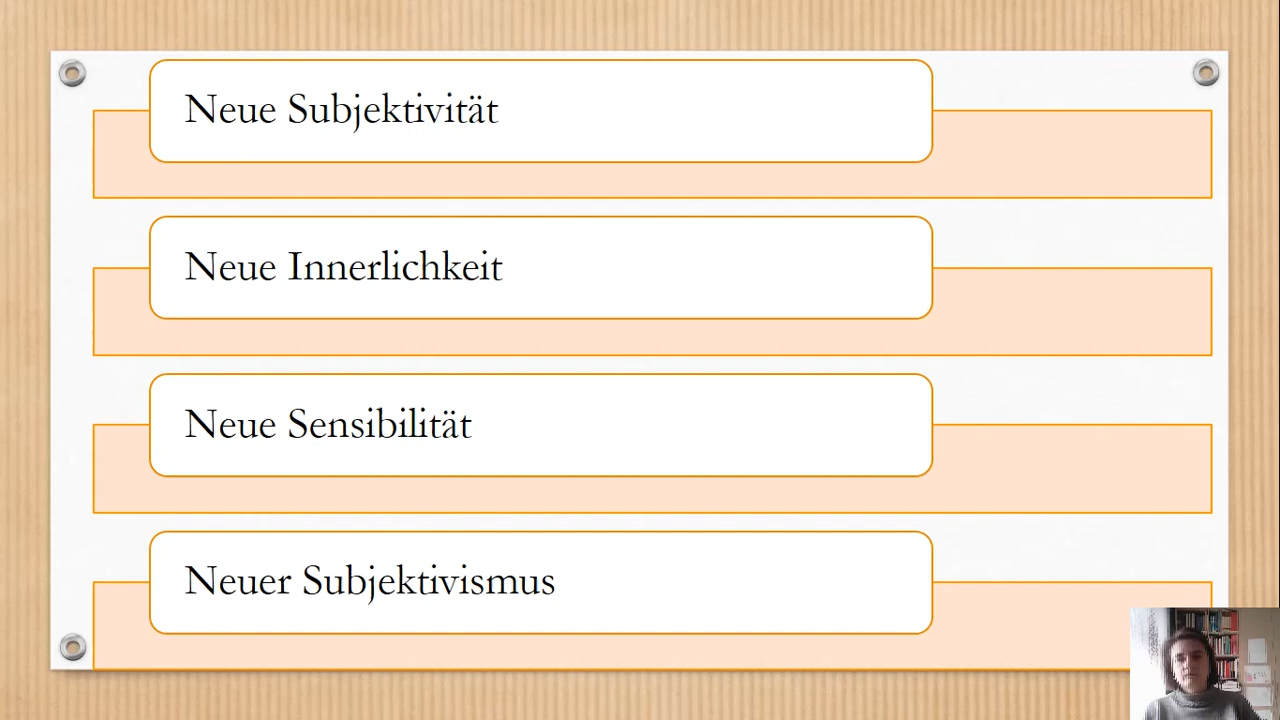 Neue Subjektivität
Neue Innerlichkeit
Neue Sensibilität
Neuer Subjektivismus